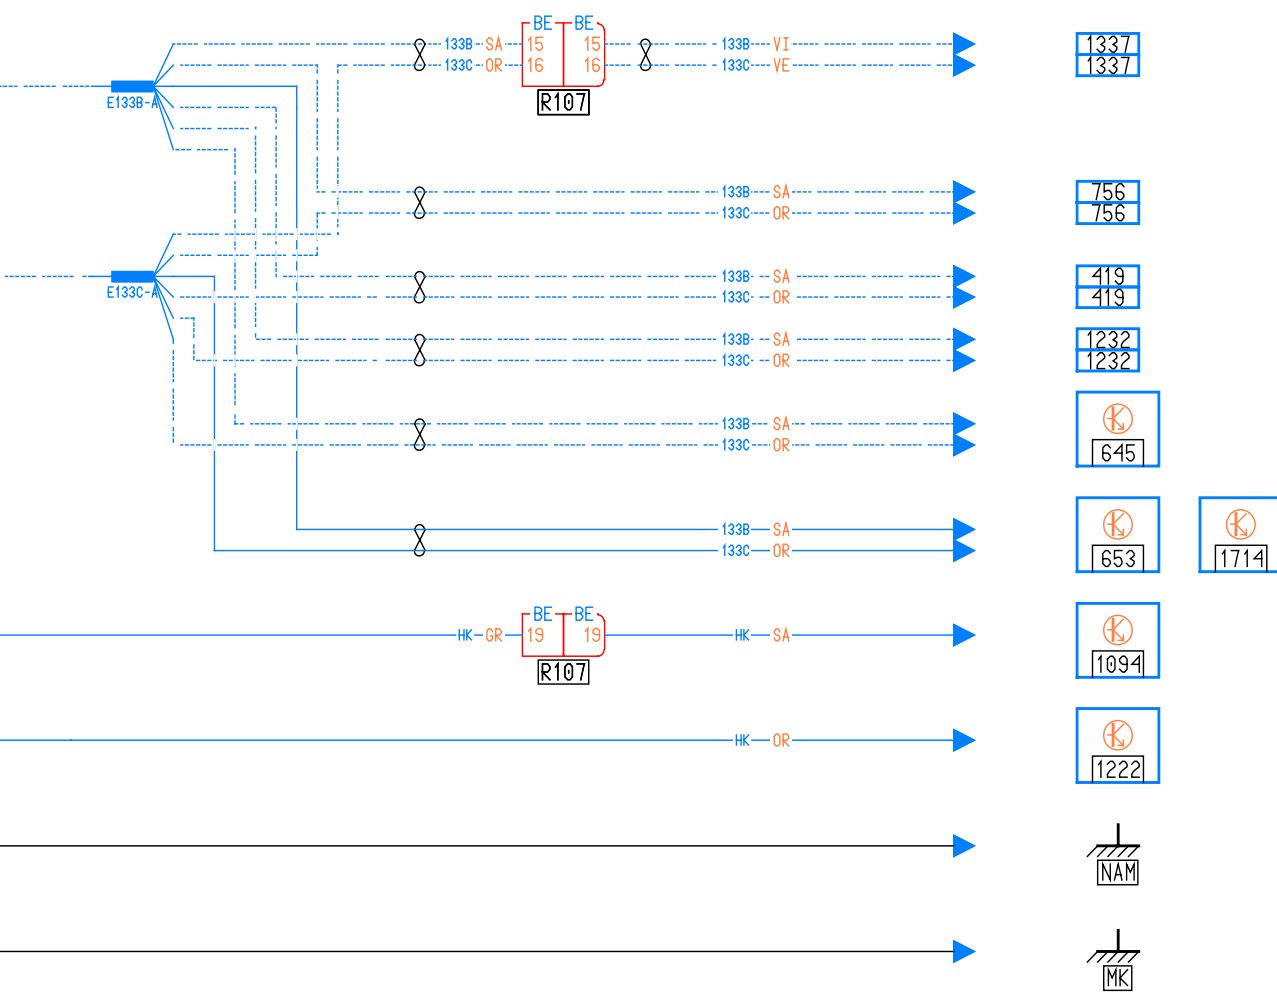 BE BE
133B SA 15 15 133B VI 1337
133C OR 16 16 133C VE 1337
E133B-A R107
133B SA 756
133C OR 756
133B SA 419
E133C-A 133C OR 419
133B SA 1232
133C OR 1232
133B SA
133C OR 645
133B SA
133C OR 653 1714
BE BE
HK GR 19 19 HK SA
R107 1094
HK OR
1222
NAM
MK